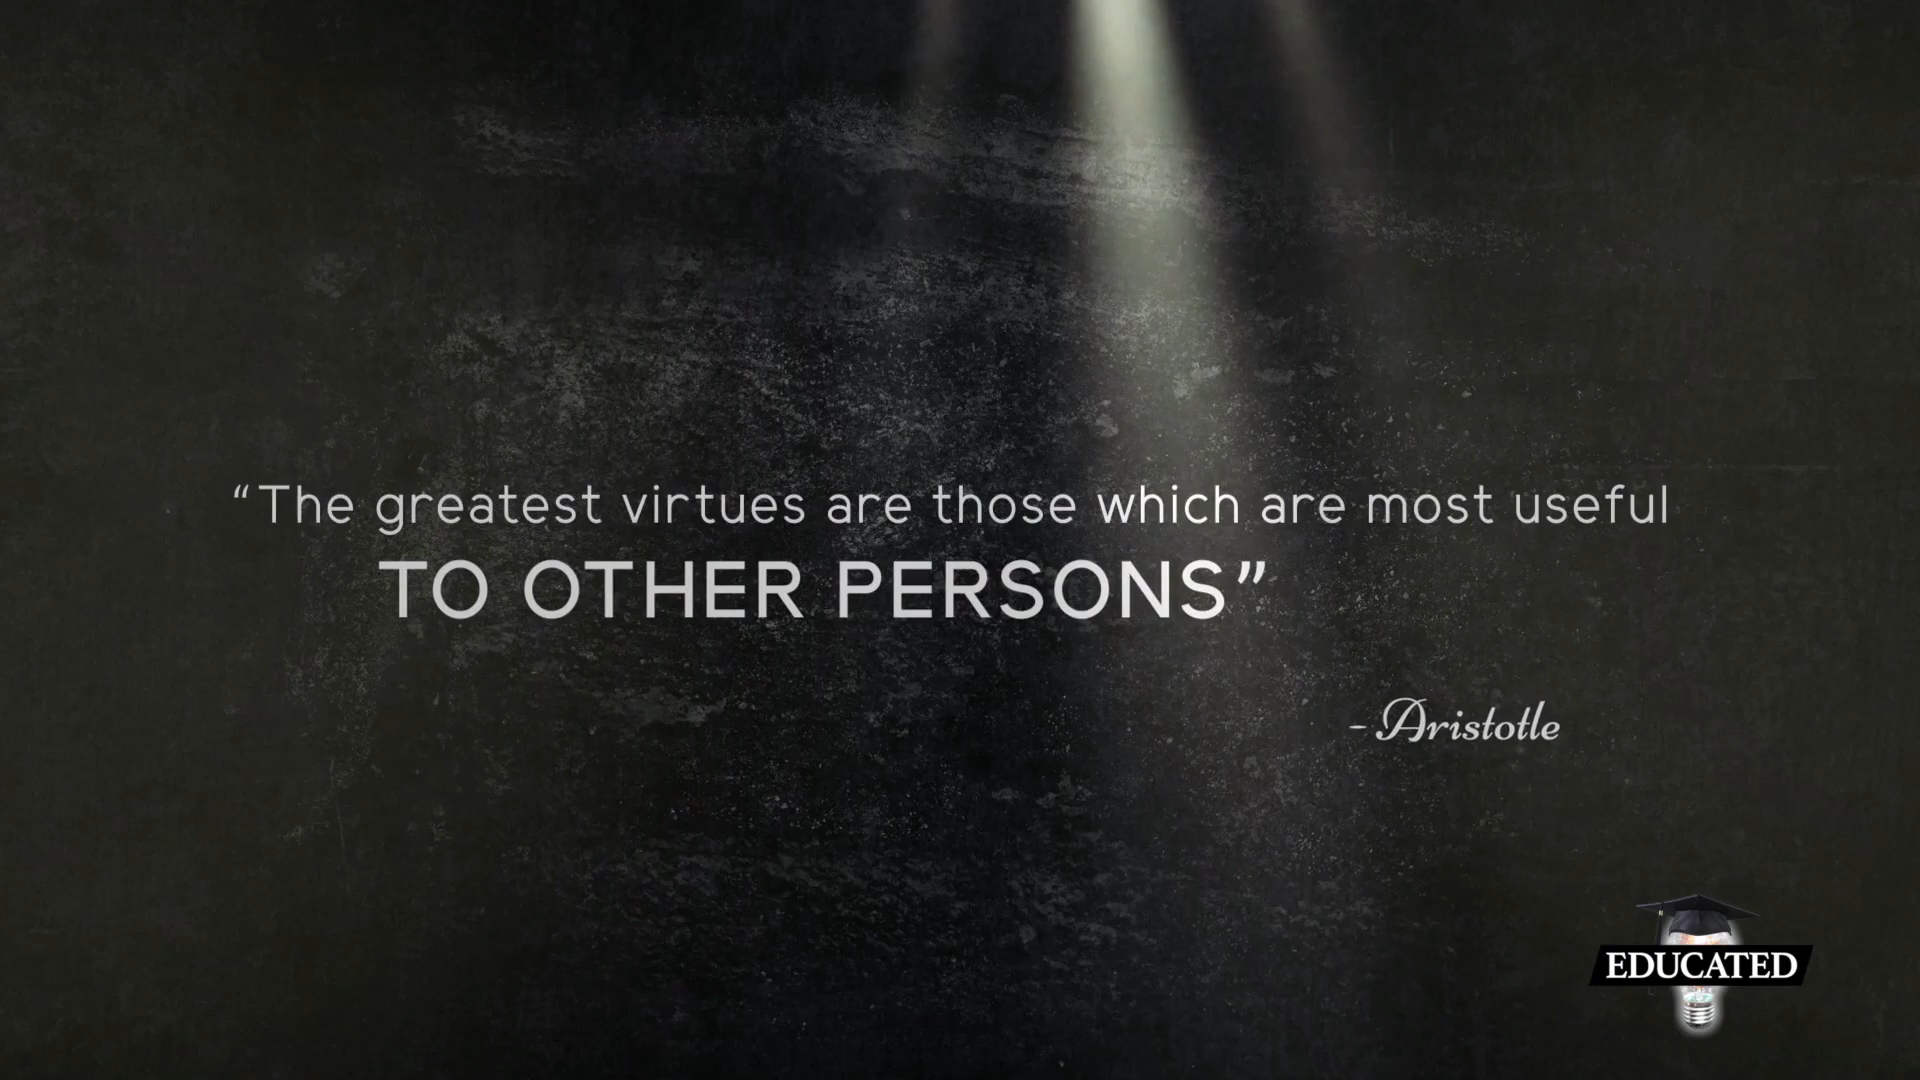 “The greatest virtues are those which are most useful
TO OTHER PERSONS”
-Aristotle
EDUCATED